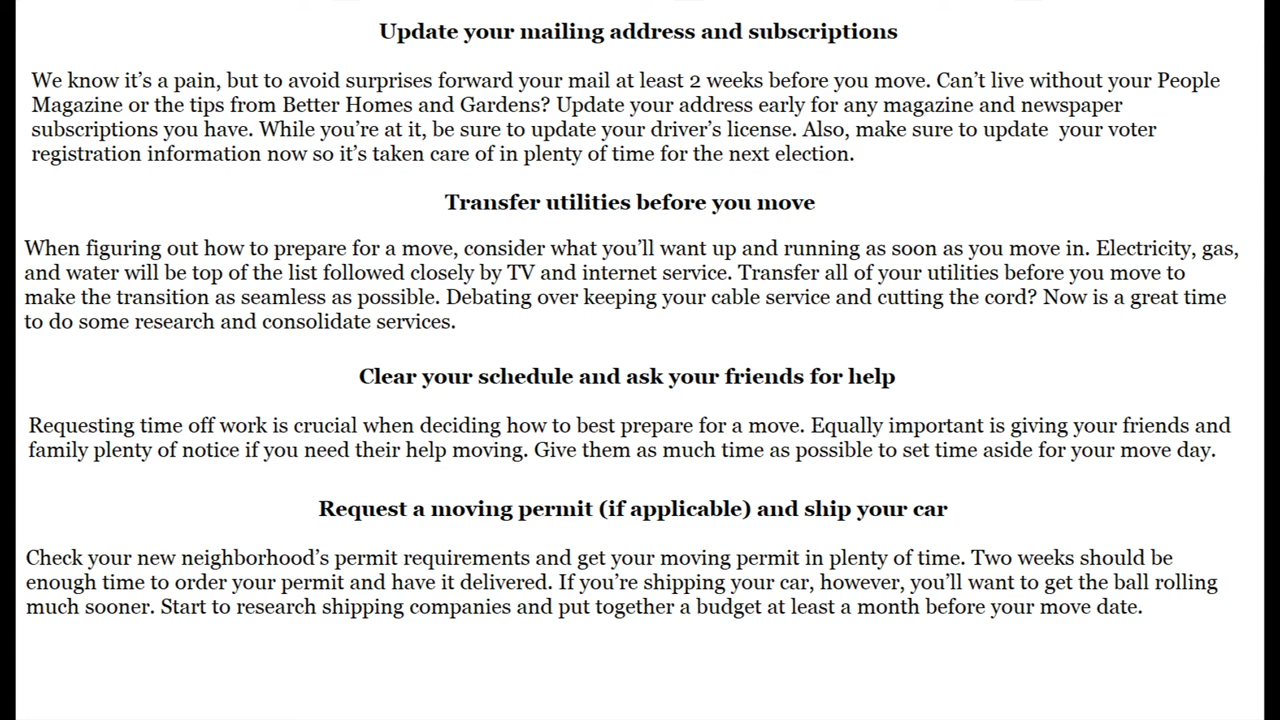 Update your mailing address and subscriptions
We know it’s a pain, but to avoid surprises forward your mail at least 2 weeks before you move. Can’t live without your People
Magazine or the tips from Better Homes and Gardens? Update your address early for any magazine and newspaper
subscriptions you have. While you’re at it, be sure to update your driver’s license. Also, make sure to update  your voter
registration information now so it’s taken care of in plenty of time for the next election.
Transfer utilities before you move
When figuring out how to prepare for a move, consider what you’ll want up and running as soon as you move in. Electricity, gas,
and water will be top of the list followed closely by TV and internet service. Transfer all of your utilities before you move to
make the transition as seamless as possible. Debating over keeping your cable service and cutting the cord? Now is a great time
to do some research and consolidate services.
Clear your schedule and ask your friends for help
Requesting time off work is crucial when deciding how to best prepare for a move. Equally important is giving your friends and
family plenty of notice if you need their help moving. Give them as much time as possible to set time aside for your move day.
Request a moving permit (if applicable) and ship your car
Check your new neighborhood’s permit requirements and get your moving permit in plenty of time. Two weeks should be
enough time to order your permit and have it delivered. If you’re shipping your car, however, you’ll want to get the ball rolling
much sooner. Start to research shipping companies and put together a budget at least a month before your move date.